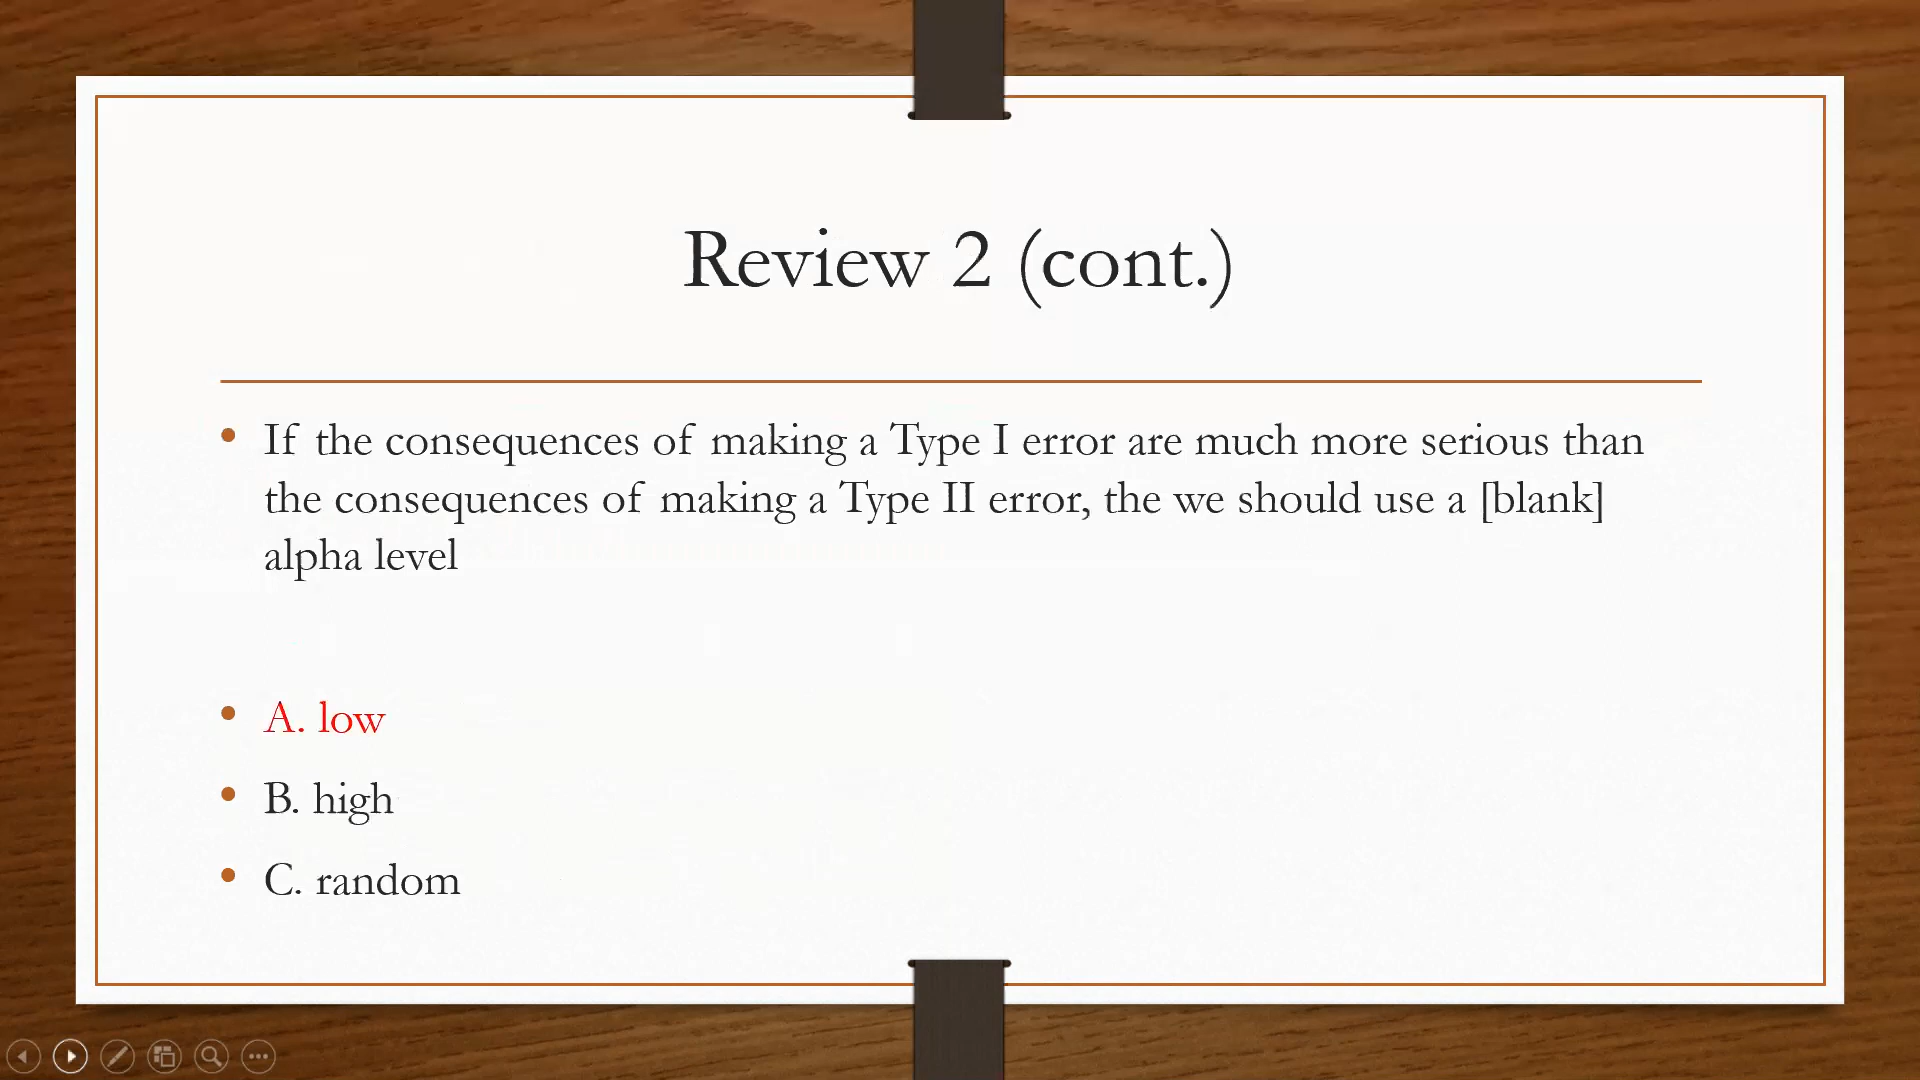 Review 2 (cont.)
• If the consequences of making a Type I error are much more serious than
the consequences of making a Type II error, the we should use a [blank]
alpha level
• A. low
• B. high
• C. random